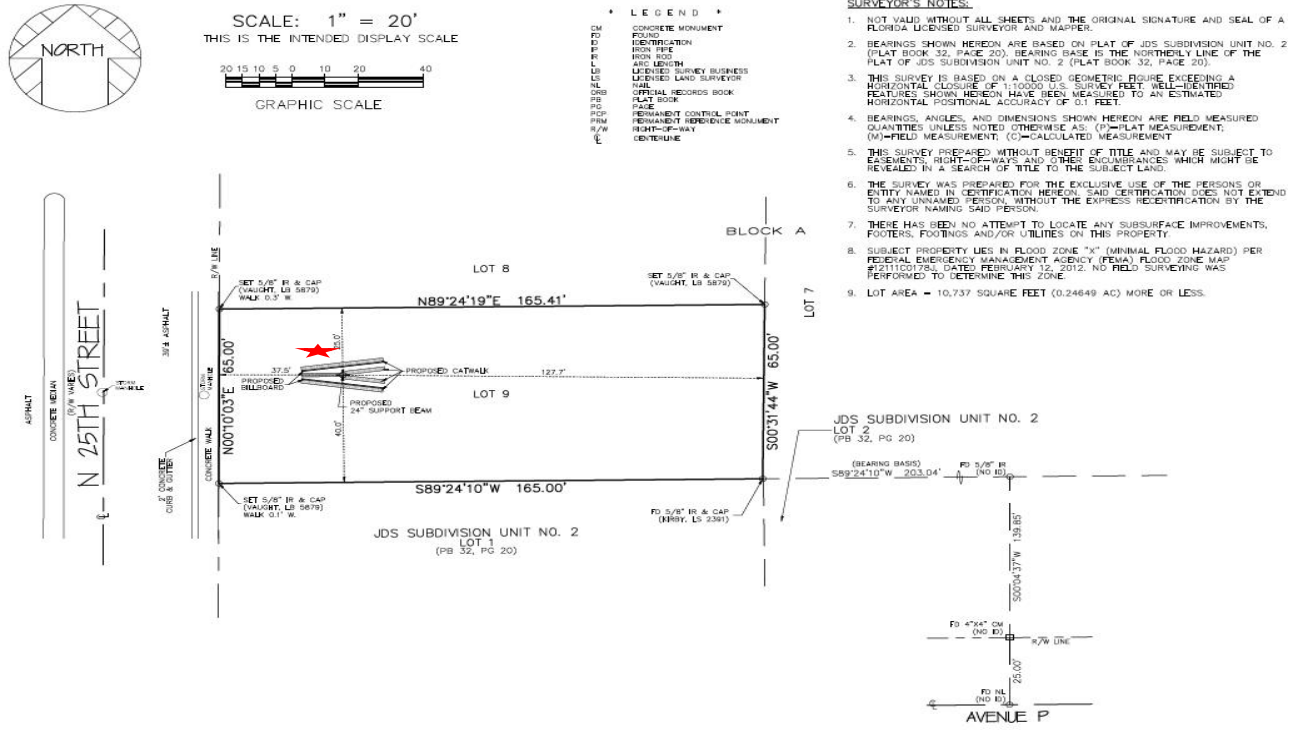 NORTH
SCALE: 1" = 20'
THIS IS THE INTENDED DISPLAY SCALE
20 15 10 5 0 10 20 40
GRAPHIC SCALE
* LEGEND *
CM CONCRETE MONUMENT
FD FOUND
ID IDENTIFICATION
IP IRON PIPE
IR IRON ROD
L ARC LENGTH
LB LICENSED SURVEY BUSINESS
LS LICENSED LAND SURVEYOR
NL NAIL
ORB OFFICIAL RECORDS BOOK
PB PLAT BOOK
PG PAGE
PCP PERMANENT CONTROL POINT
PRM PERMANENT REFERENCE MONUMENT
R/W RIGHT-OF-WAY
℄ CENTERLINE
SURVEYOR'S NOTES:
1. NOT VALID WITHOUT ALL SHEETS AND THE ORIGINAL SIGNATURE AND SEAL OF A
FLORIDA LICENSED SURVEYOR AND MAPPER.
2. BEARINGS SHOWN HEREON ARE BASED ON PLAT OF JDS SUBDIVISION UNIT NO. 2
(PLAT BOOK 32, PAGE 20). BEARING BASE IS THE NORTHERLY LINE OF THE
PLAT OF JDS SUBDIVISION UNIT NO. 2 (PLAT BOOK 32, PAGE 20).
3. THIS SURVEY IS BASED ON A CLOSED GEOMETRIC FIGURE EXCEEDING A
HORIZONTAL CLOSURE OF 1:10000 U.S. SURVEY FEET. WELL-IDENTIFIED
FEATURES SHOWN HEREON HAVE BEEN MEASURED TO AN ESTIMATED
HORIZONTAL POSITIONAL ACCURACY OF 0.1 FEET.
4. BEARINGS, ANGLES, AND DIMENSIONS SHOWN HEREON ARE FIELD MEASURED
QUANTITIES UNLESS NOTED OTHERWISE AS: (P)-PLAT MEASUREMENT;
(M)-FIELD MEASUREMENT; (C)-CALCULATED MEASUREMENT
5. THIS SURVEY PREPARED WITHOUT BENEFIT OF TITLE AND MAY BE SUBJECT TO
EASEMENTS, RIGHT-OF-WAYS AND OTHER ENCUMBRANCES WHICH MIGHT BE
REVEALED IN A SEARCH OF TITLE TO THE SUBJECT LAND.
6. THE SURVEY WAS PREPARED FOR THE EXCLUSIVE USE OF THE PERSONS OR
ENTITY NAMED IN CERTIFICATION HEREON. SAID CERTIFICATION DOES NOT EXTEND
TO ANY UNNAMED PERSON, WITHOUT THE EXPRESS RECERTIFICATION BY THE
SURVEYOR NAMING SAID PERSON.
7. THERE HAS BEEN NO ATTEMPT TO LOCATE ANY SUBSURFACE IMPROVEMENTS,
FOOTERS, FOOTINGS AND/OR UTILITIES ON THIS PROPERTY.
8. SUBJECT PROPERTY LIES IN FLOOD ZONE "X" (MINIMAL FLOOD HAZARD) PER
FEDERAL EMERGENCY MANAGEMENT AGENCY (FEMA) FLOOD ZONE MAP
#12111C0178J, DATED FEBRUARY 12, 2012. NO FIELD SURVEYING WAS
PERFORMED TO DETERMINE THIS ZONE.
9. LOT AREA = 10,737 SQUARE FEET (0.24649 AC) MORE OR LESS.
ASPHALT
CONCRETE MEDIAN
(R/W VARIES)
N 25TH STREET
℄
STORM
MANHOLE
39'± ASPHALT
2' CONCRETE
CURB & GUTTER
STORM
MANHOLE
CONCRETE WALK
R/W LINE
SET 5/8" IR & CAP
(VAUGHT, LB 5879)
WALK 0.3' W.
LOT 8
N89°24'19"E 165.41'
SET 5/8" IR & CAP
(VAUGHT, LB 5879)
BLOCK A
LOT 7
N00°10'03"E 65.00'
37.5'
PROPOSED
BILLBOARD
PROPOSED CATWALK
127.7'
LOT 9
PROPOSED
24" SUPPORT BEAM
40.0'
S00°31'44"W 65.00'
S89°24'10"W 165.00'
SET 5/8" IR & CAP
(VAUGHT, LB 5879)
WALK 0.1' W.
FD 5/8" IR & CAP
(KIRBY, LS 2391)
JDS SUBDIVISION UNIT NO. 2
LOT 1
(PB 32, PG 20)
JDS SUBDIVISION UNIT NO. 2
LOT 2
(PB 32, PG 20)
(BEARING BASIS)
S89°24'10"W 203.04'
FD 5/8" IR
(NO ID)
S00°04'37"W 139.85'
FD 4"X4" CM
(NO ID)
R/W LINE
25.00'
FD NL
(NO ID)
℄
AVENUE P